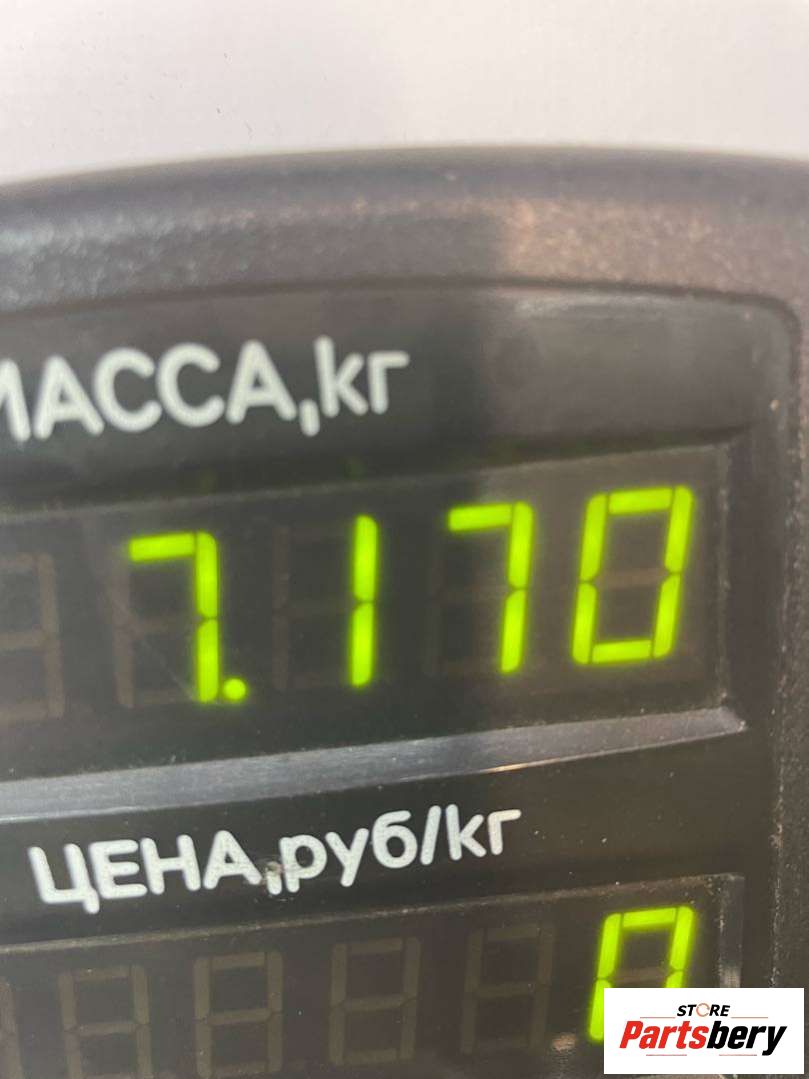 МАССА,кг
7.170
ЦЕНА,руб/кг
0
STORE
Partsbery